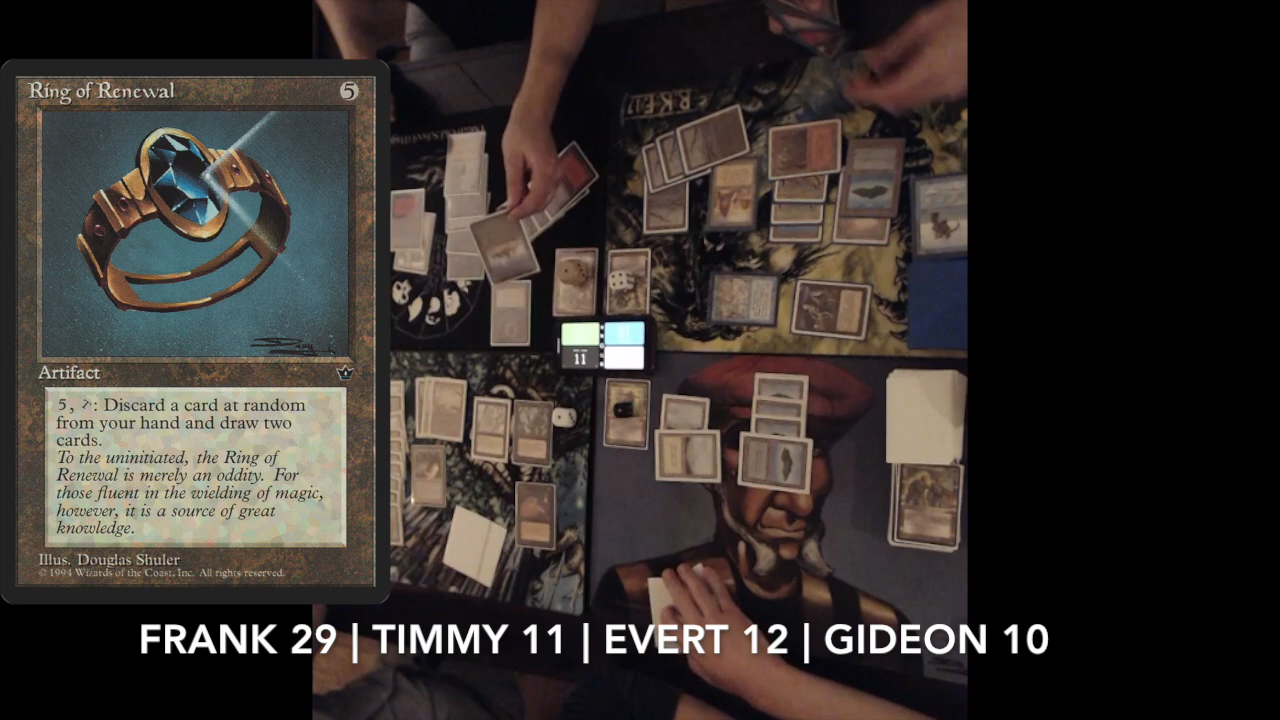 Ring of Renewal
5
Artifact
5, : Discard a card at random
from your hand and draw two
cards.
To the uninitiated, the Ring of
Renewal is merely an oddity. For
those fluent in the wielding of magic,
however, it is a source of great
knowledge.
Illus. Douglas Shuler
© 1994 Wizards of the Coast, Inc. All rights reserved.
11
FRANK 29 | TIMMY 11 | EVERT 12 | GIDEON 10